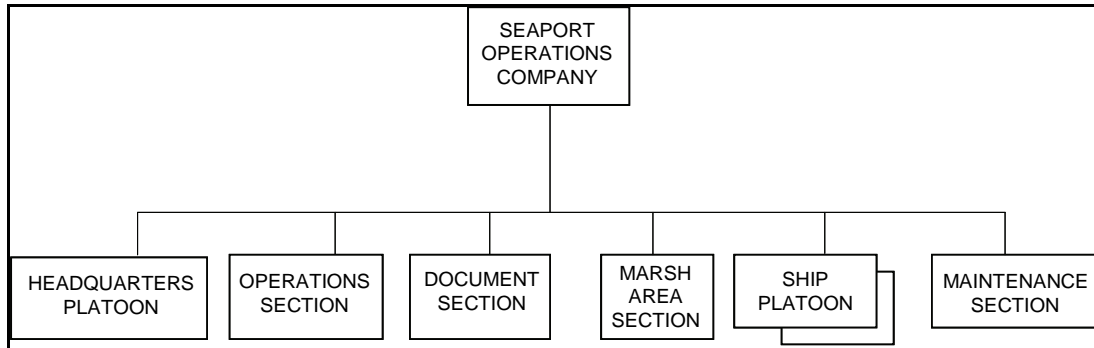 SEAPORT
OPERATIONS
COMPANY
HEADQUARTERS
PLATOON
OPERATIONS
SECTION
DOCUMENT
SECTION
MARSH
AREA
SECTION
SHIP
PLATOON
MAINTENANCE
SECTION